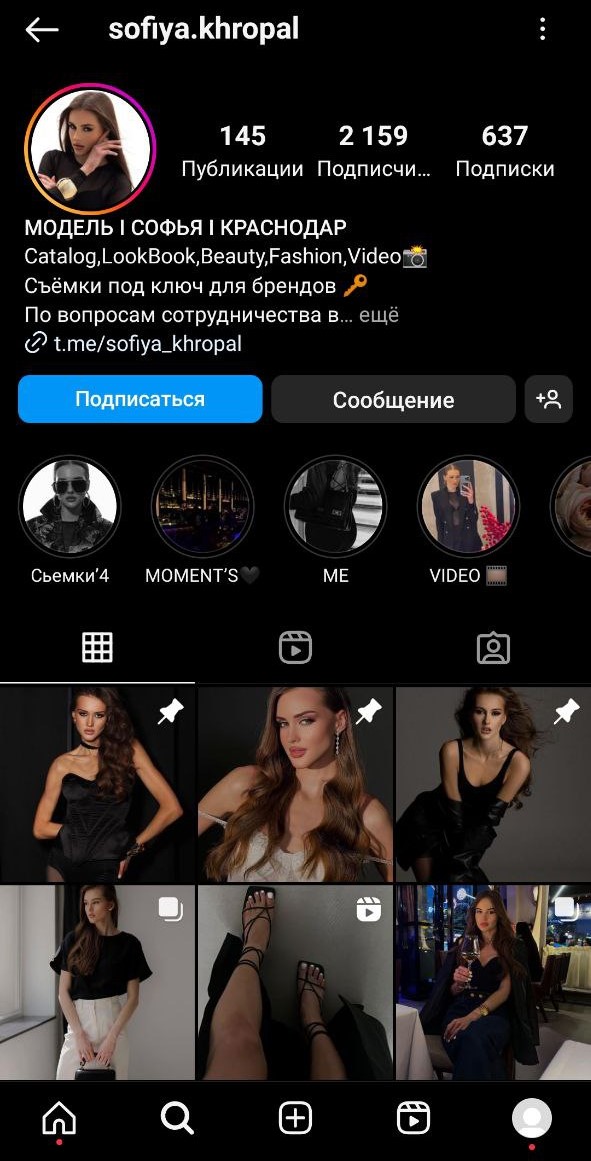 sofiya.khropal
145 2 159 637
Публикации Подписчи... Подписки
МОДЕЛЬ I СОФЬЯ I КРАСНОДАР
Catalog,LookBook,Beauty,Fashion,Video📸
Съёмки под ключ для брендов 🔑
По вопросам сотрудничества в... ещё
t.me/sofiya_khropal
Подписаться Сообщение
Сьемки'4 MOMENT'S🖤 ME VIDEO 🎞️